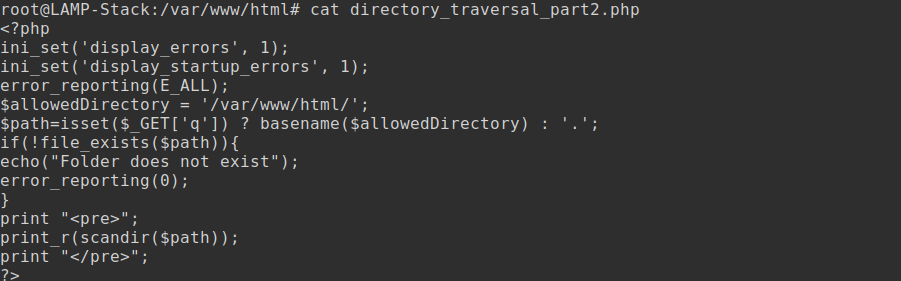 root@LAMP-Stack:/var/www/html# cat directory_traversal_part2.php
<?php
ini_set('display_errors', 1);
ini_set('display_startup_errors', 1);
error_reporting(E_ALL);
$allowedDirectory = '/var/www/html/';
$path=isset($_GET['q']) ? basename($allowedDirectory) : '.';
if(!file_exists($path)){
echo("Folder does not exist");
error_reporting(0);
}
print "<pre>";
print_r(scandir($path));
print "</pre>";
?>